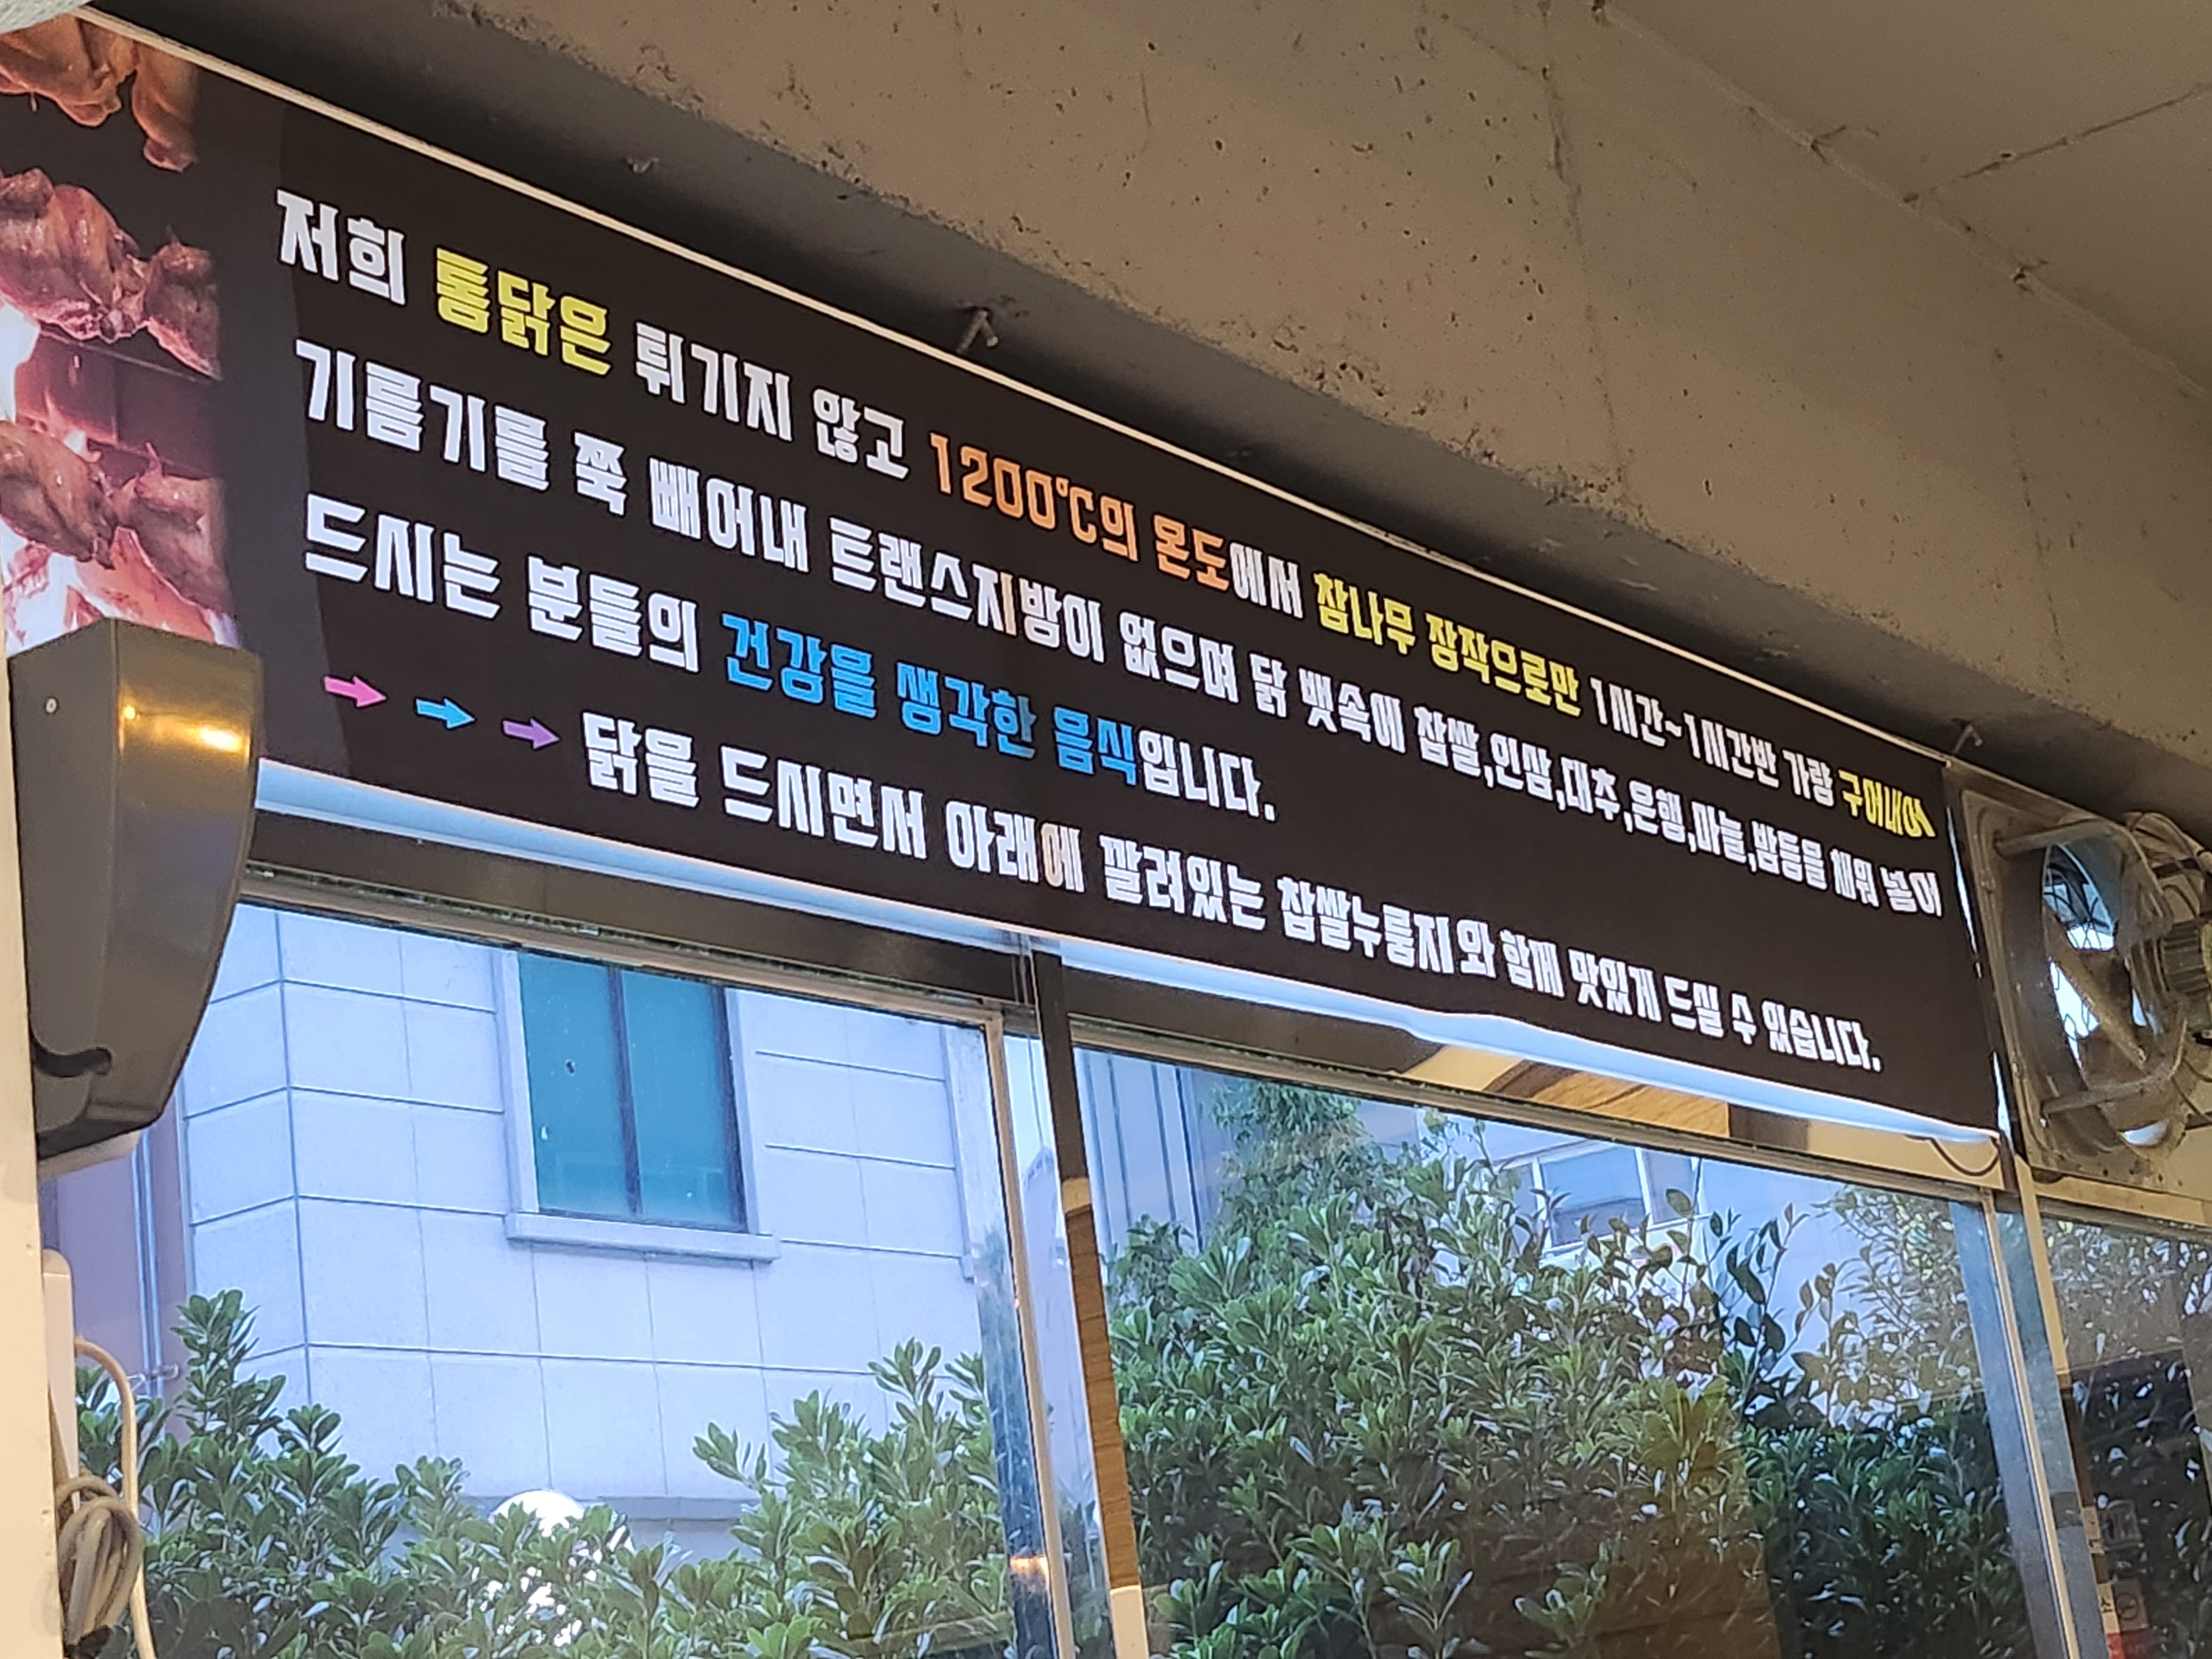 저희 통닭은 튀기지 않고 1200℃의 온도에서 참나무 장작으로만 1시간~1시간반 가량 구어내어
기름기를 쭉 빼어내 트랜스지방이 없으며 닭 뱃속에 찹쌀,인삼,대추,은행,마늘,밤등을 채워 넣어
드시는 분들의 건강을 생각한 음식입니다.
닭을 드시면서 아래에 깔려있는 찹쌀누룽지와 함께 맛있게 드실 수 있습니다.